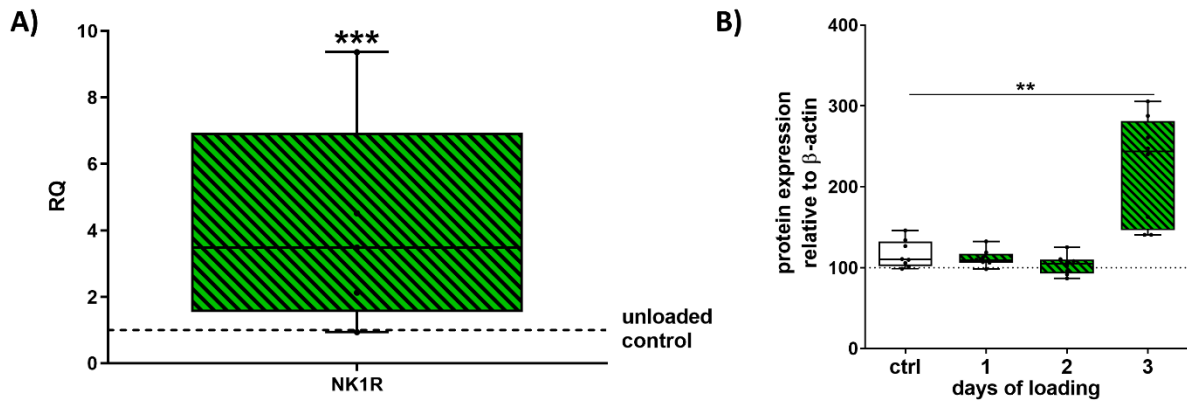 A)
RQ
10
8
6
4
2
0
***
unloaded
control
NK1R
B)
protein expression
relative to β-actin
400
300
200
100
0
**
ctrl 1 2 3
days of loading